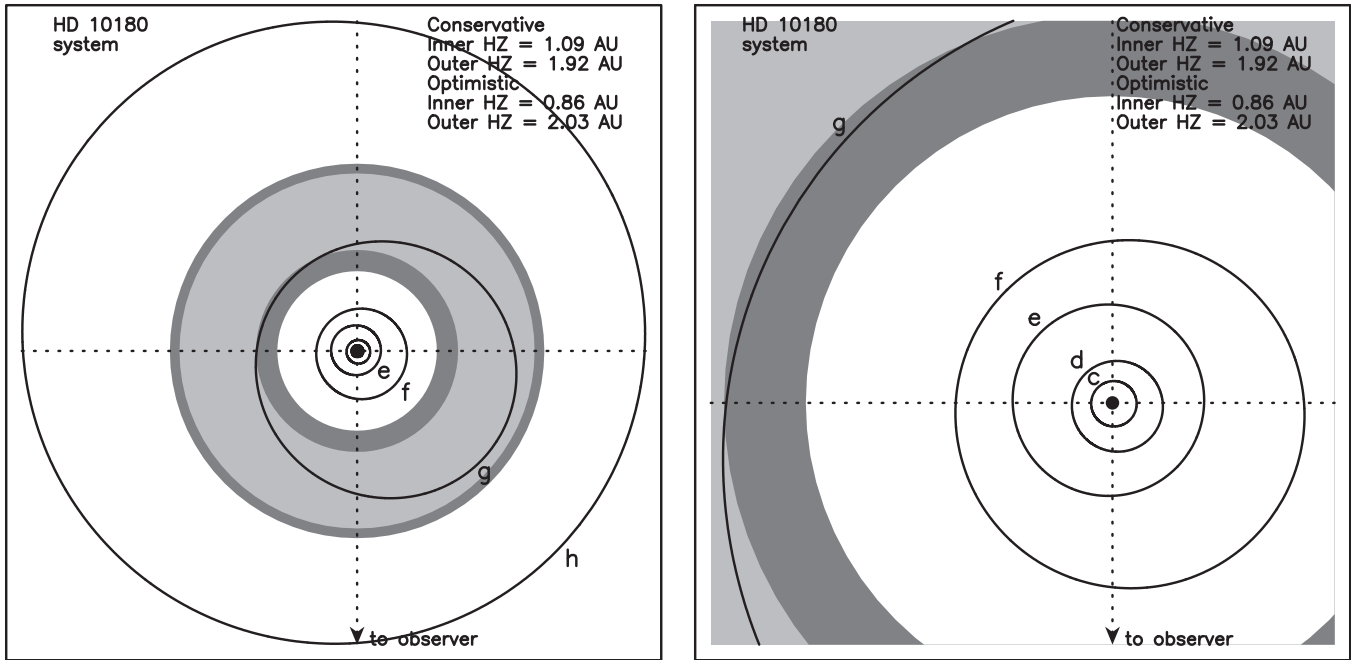 HD 10180
system
Conservative
Inner HZ = 1.09 AU
Outer HZ = 1.92 AU
Optimistic
Inner HZ = 0.86 AU
Outer HZ = 2.03 AU
e
f
g
h
to observer
HD 10180
system
Conservative
Inner HZ = 1.09 AU
Outer HZ = 1.92 AU
Optimistic
Inner HZ = 0.86 AU
Outer HZ = 2.03 AU
g
f
e
d
c
to observer